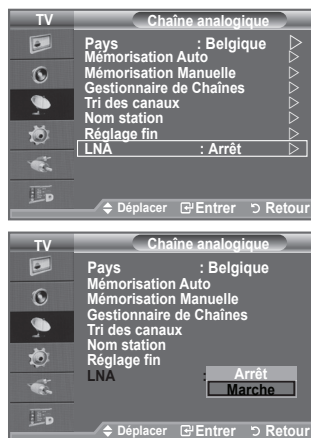 TV Chaîne analogique
Pays : Belgique
Mémorisation Auto
Mémorisation Manuelle
Gestionnaire de Chaînes
Tri des canaux
Nom station
Réglage fin
LNA : Arrêt
Déplacer Entrer Retour
TV Chaîne analogique
Pays : Belgique
Mémorisation Auto
Mémorisation Manuelle
Gestionnaire de Chaînes
Tri des canaux
Nom station
Réglage fin
LNA : Arrêt
Marche
Déplacer Entrer Retour